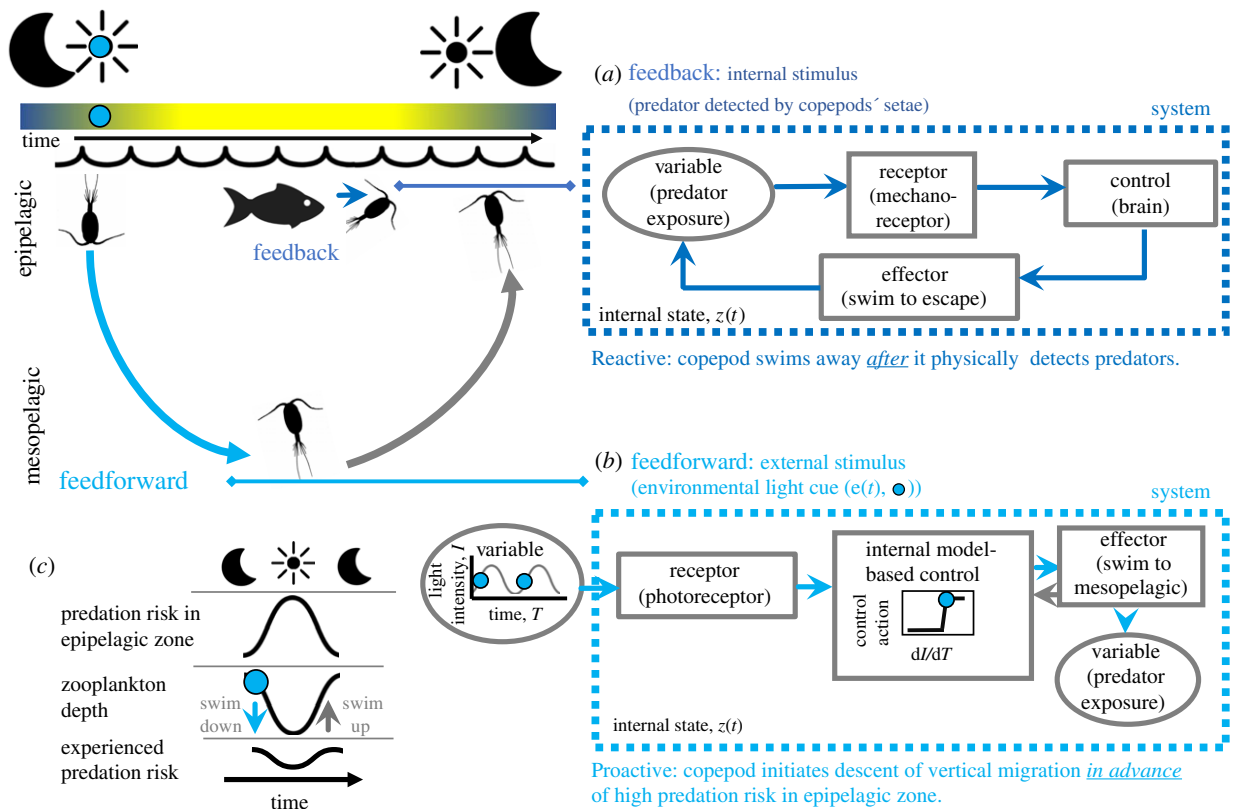 time
epipelagic
mesopelagic
feedback
feedforward
(a) feedback: internal stimulus
(predator detected by copepods´ setae)
system
variable
(predator
exposure)
receptor
(mechano-
receptor)
control
(brain)
effector
(swim to escape)
internal state, z(t)
Reactive: copepod swims away after it physically detects predators.
(b) feedforward: external stimulus
(environmental light cue (e(t), ))
system
variable
light
intensity, I
time, T
receptor
(photoreceptor)
internal model-
based control
control
action
dI/dT
effector
(swim to
mesopelagic)
variable
(predator
exposure)
internal state, z(t)
Proactive: copepod initiates descent of vertical migration in advance
of high predation risk in epipelagic zone.
(c)
predation risk in
epipelagic zone
zooplankton
depth
swim
down
swim
up
experienced
predation risk
time